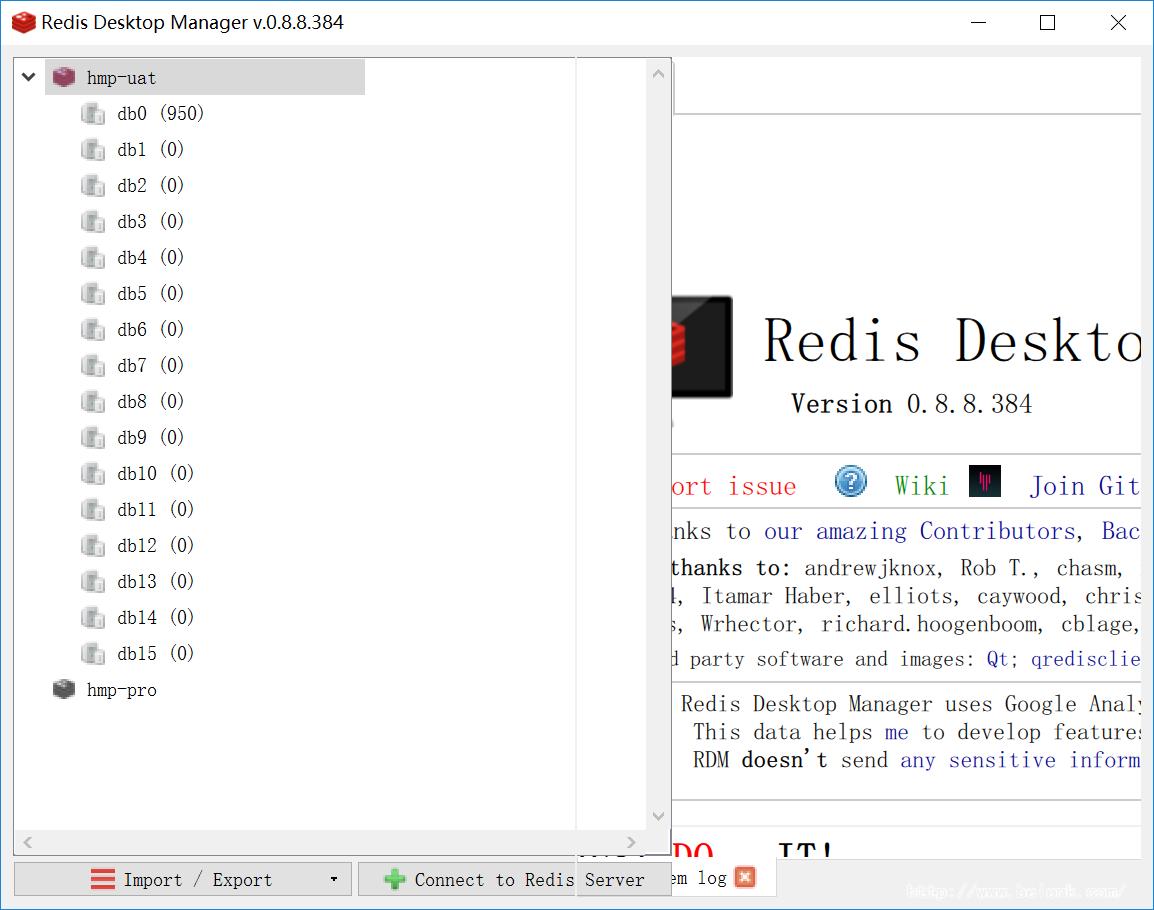 Redis Desktop Manager v.0.8.8.384
hmp-uat
db0 (950)
db1 (0)
db2 (0)
db3 (0)
db4 (0)
db5 (0)
db6 (0)
db7 (0)
db8 (0)
db9 (0)
db10 (0)
db11 (0)
db12 (0)
db13 (0)
db14 (0)
db15 (0)
hmp-pro
Import / Export
Connect to Redis Server
Redis Deskto
Version 0.8.8.384
ort issue Wiki Join Git
nks to our amazing Contributors, Bac
thanks to: andrewjknox, Rob T., chasm,
4, Itamar Haber, elliots, caywood, chris
s, Wrhector, richard.hoogenboom, cblage,
d party software and images: Qt; qredisclie
Redis Desktop Manager uses Google Analy
This data helps me to develop features
RDM doesn't send any sensitive inform
DO IT!
em log